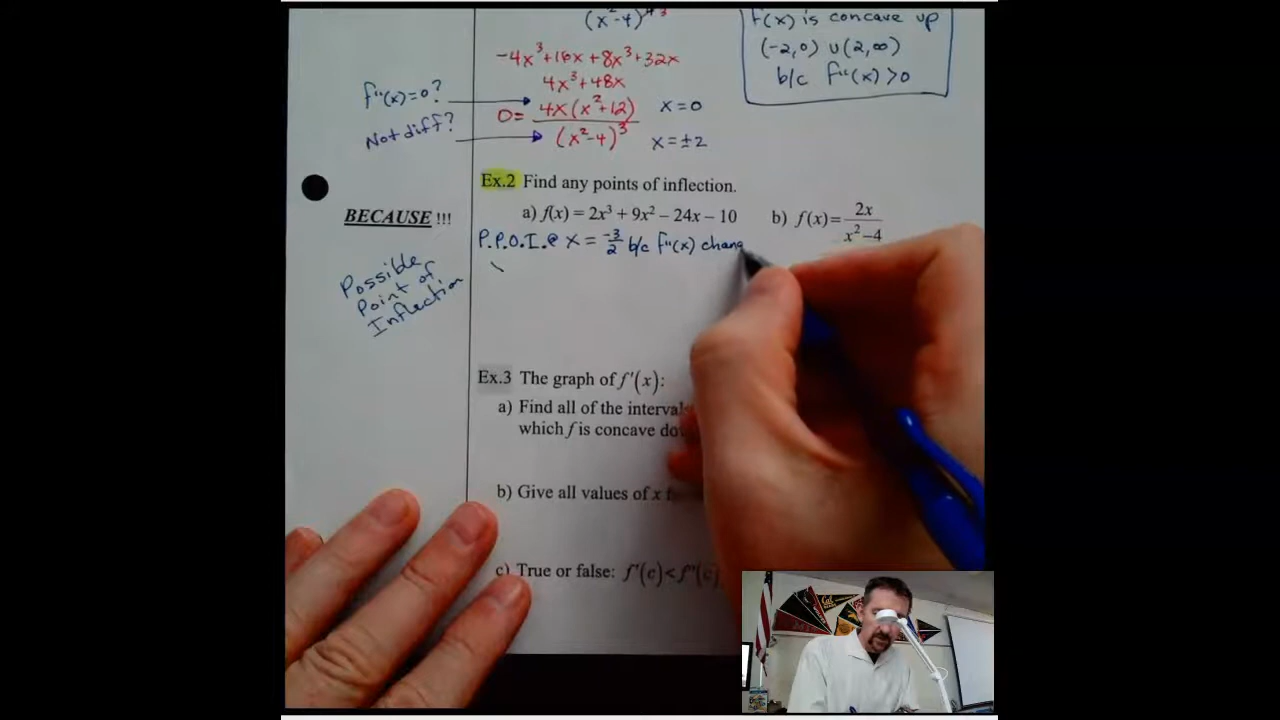 (x²-4)⁴ ³
-4x³+16x+8x³+32x
4x³+48x
f''(x)=0?
0= 4x(x²+12) x=0
Not diff?
(x²-4)³ x=±2
f(x) is concave up
(-2,0) ∪ (2,∞)
b/c f''(x)>0
Ex.2 Find any points of inflection.
BECAUSE !!!
a) f(x) = 2x³ + 9x² – 24x – 10
b) f(x)= 2x / x²–4
P.P.O.I.@ x = -3/2 b/c f''(x) chang
Possible
Point of
Inflection
Ex.3 The graph of f'(x):
a) Find all of the interval
which f is concave do
b) Give all values of x f
c) True or false: f'(c) < f''(c)
Cal